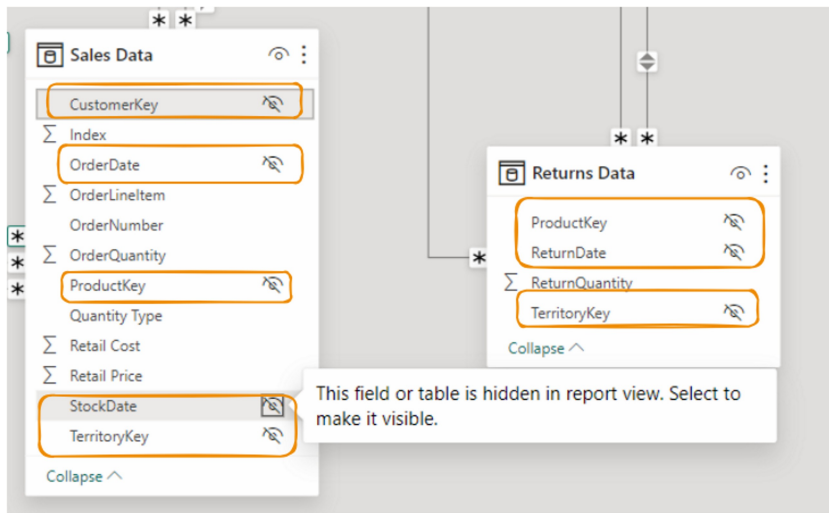 Sales Data
CustomerKey
Index
OrderDate
OrderLineItem
OrderNumber
OrderQuantity
ProductKey
Quantity Type
Retail Cost
Retail Price
StockDate
TerritoryKey
Collapse
Returns Data
ProductKey
ReturnDate
ReturnQuantity
TerritoryKey
Collapse
This field or table is hidden in report view. Select to
make it visible.